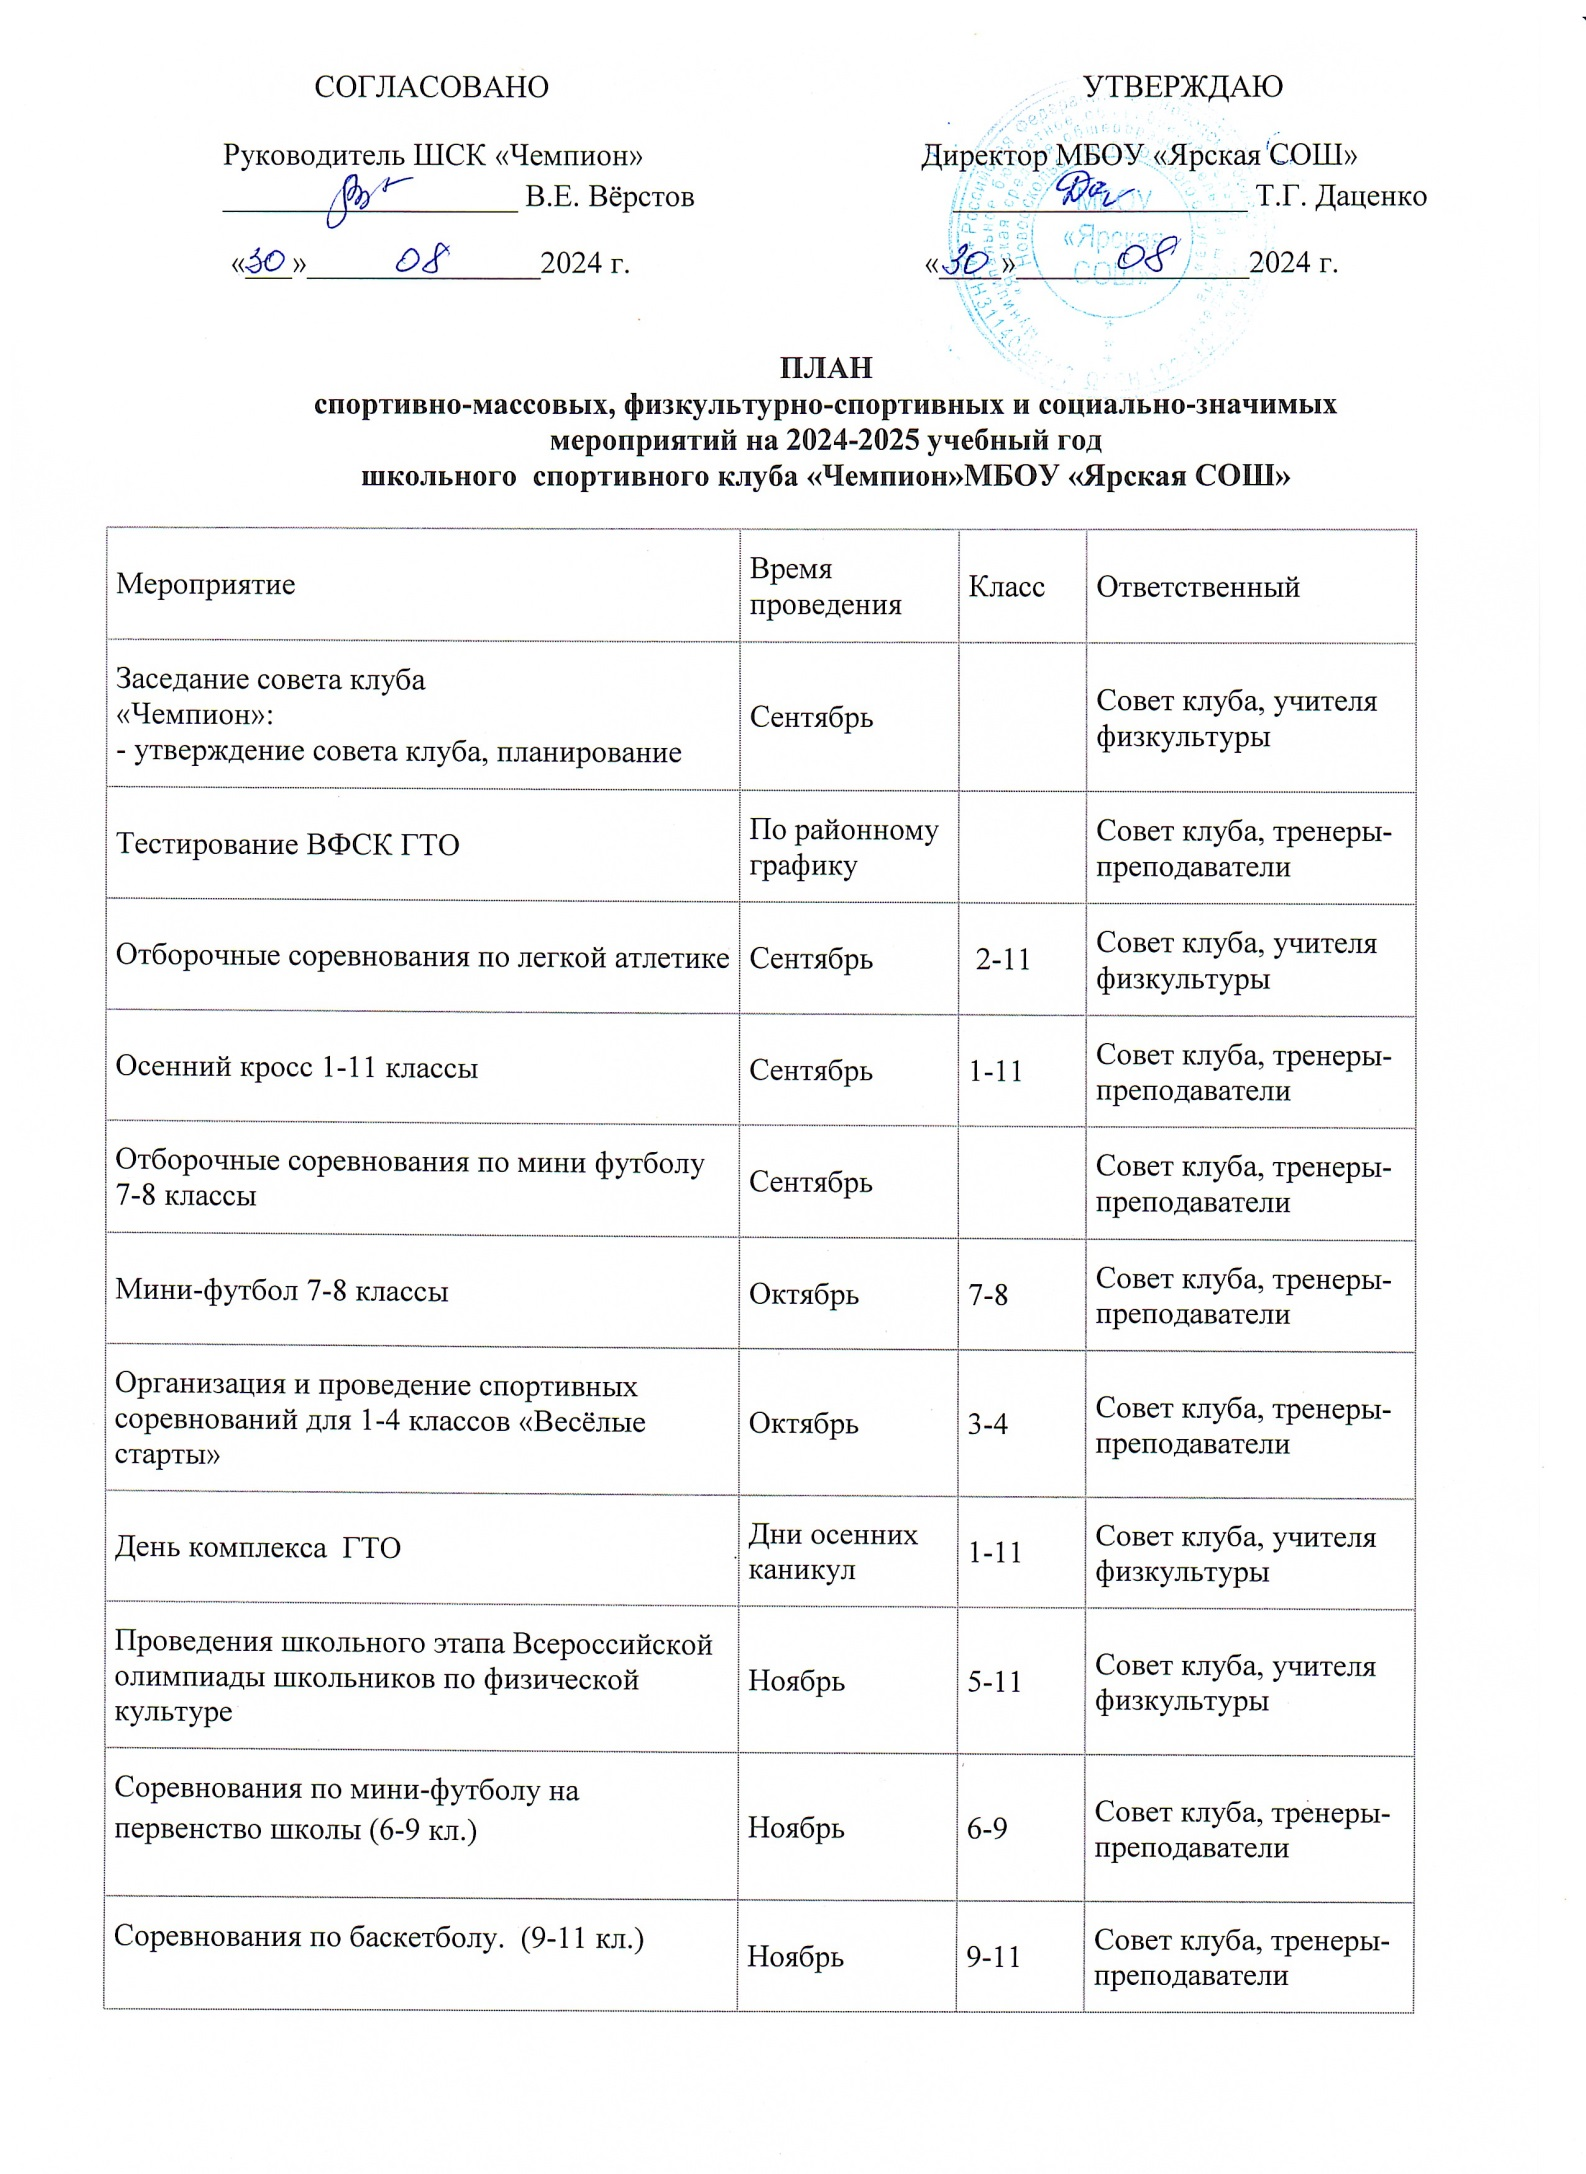 СОГЛАСОВАНО УТВЕРЖДАЮ
Руководитель ШСК «Чемпион» Директор МБОУ «Ярская СОШ»
В.Е. Вёрстов Т.Г. Даценко
«30» 08 2024 г. «30» 08 2024 г.
МБОУ
«Ярская
СОШ»
ПЛАН
спортивно-массовых, физкультурно-спортивных и социально-значимых
мероприятий на 2024-2025 учебный год
школьного спортивного клуба «Чемпион»МБОУ «Ярская СОШ»
Мероприятие
Время
проведения
Класс
Ответственный
Заседание совета клуба
«Чемпион»:
- утверждение совета клуба, планирование
Сентябрь
Совет клуба, учителя
физкультуры
Тестирование ВФСК ГТО
По районному
графику
Совет клуба, тренеры-
преподаватели
Отборочные соревнования по легкой атлетике
Сентябрь
2-11
Совет клуба, учителя
физкультуры
Осенний кросс 1-11 классы
Сентябрь
1-11
Совет клуба, тренеры-
преподаватели
Отборочные соревнования по мини футболу
7-8 классы
Сентябрь
Совет клуба, тренеры-
преподаватели
Мини-футбол 7-8 классы
Октябрь
7-8
Совет клуба, тренеры-
преподаватели
Организация и проведение спортивных
соревнований для 1-4 классов «Весёлые
старты»
Октябрь
3-4
Совет клуба, тренеры-
преподаватели
День комплекса ГТО
Дни осенних
каникул
1-11
Совет клуба, учителя
физкультуры
Проведения школьного этапа Всероссийской
олимпиады школьников по физической
культуре
Ноябрь
5-11
Совет клуба, учителя
физкультуры
Соревнования по мини-футболу на
первенство школы (6-9 кл.)
Ноябрь
6-9
Совет клуба, тренеры-
преподаватели
Соревнования по баскетболу. (9-11 кл.)
Ноябрь
9-11
Совет клуба, тренеры-
преподаватели